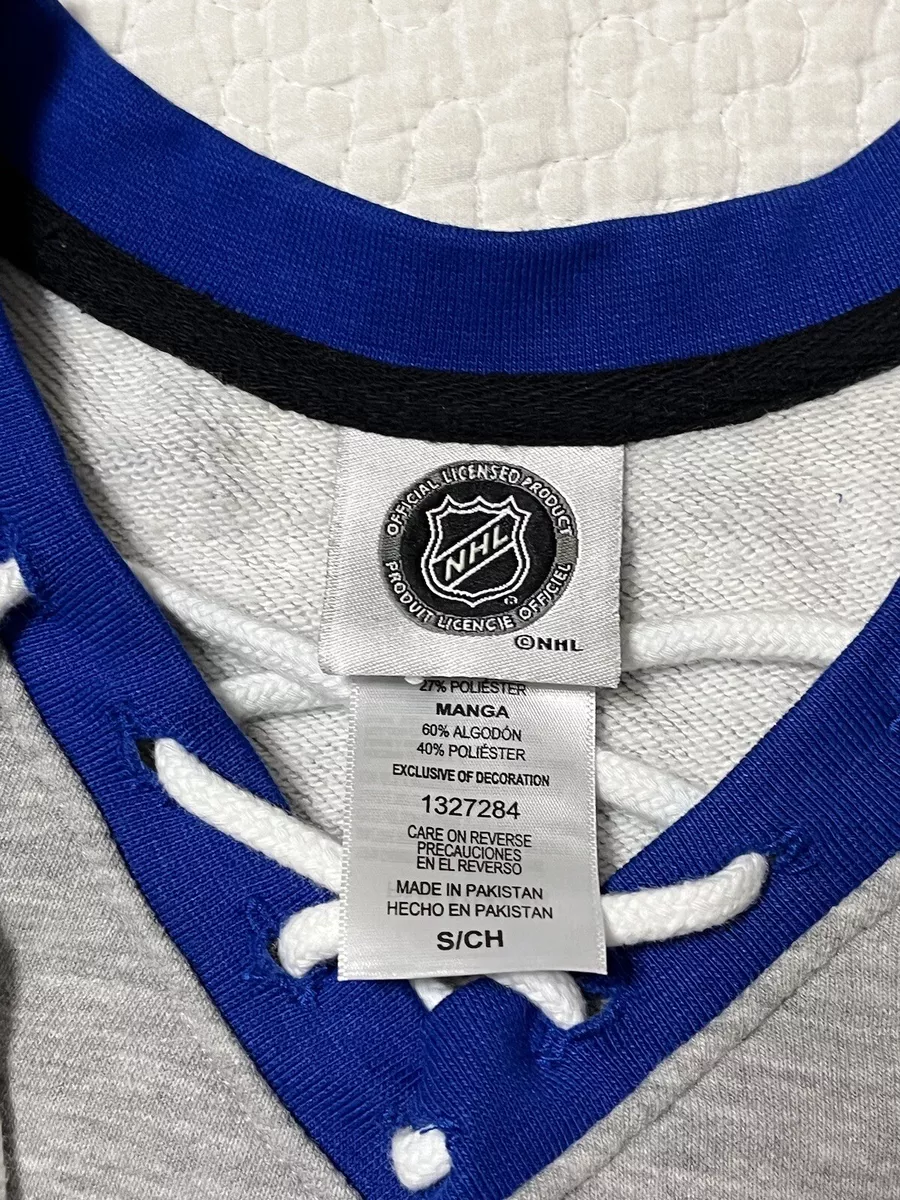 OFFICIAL LICENSED PRODUCT
NHL
PRODUIT LICENCIE OFFICIEL
©NHL
27% POLIÉSTER
MANGA
60% ALGODÓN
40% POLIÉSTER
EXCLUSIVE OF DECORATION
1327284
CARE ON REVERSE
PRECAUCIONES
EN EL REVERSO
MADE IN PAKISTAN
HECHO EN PAKISTAN
S/CH